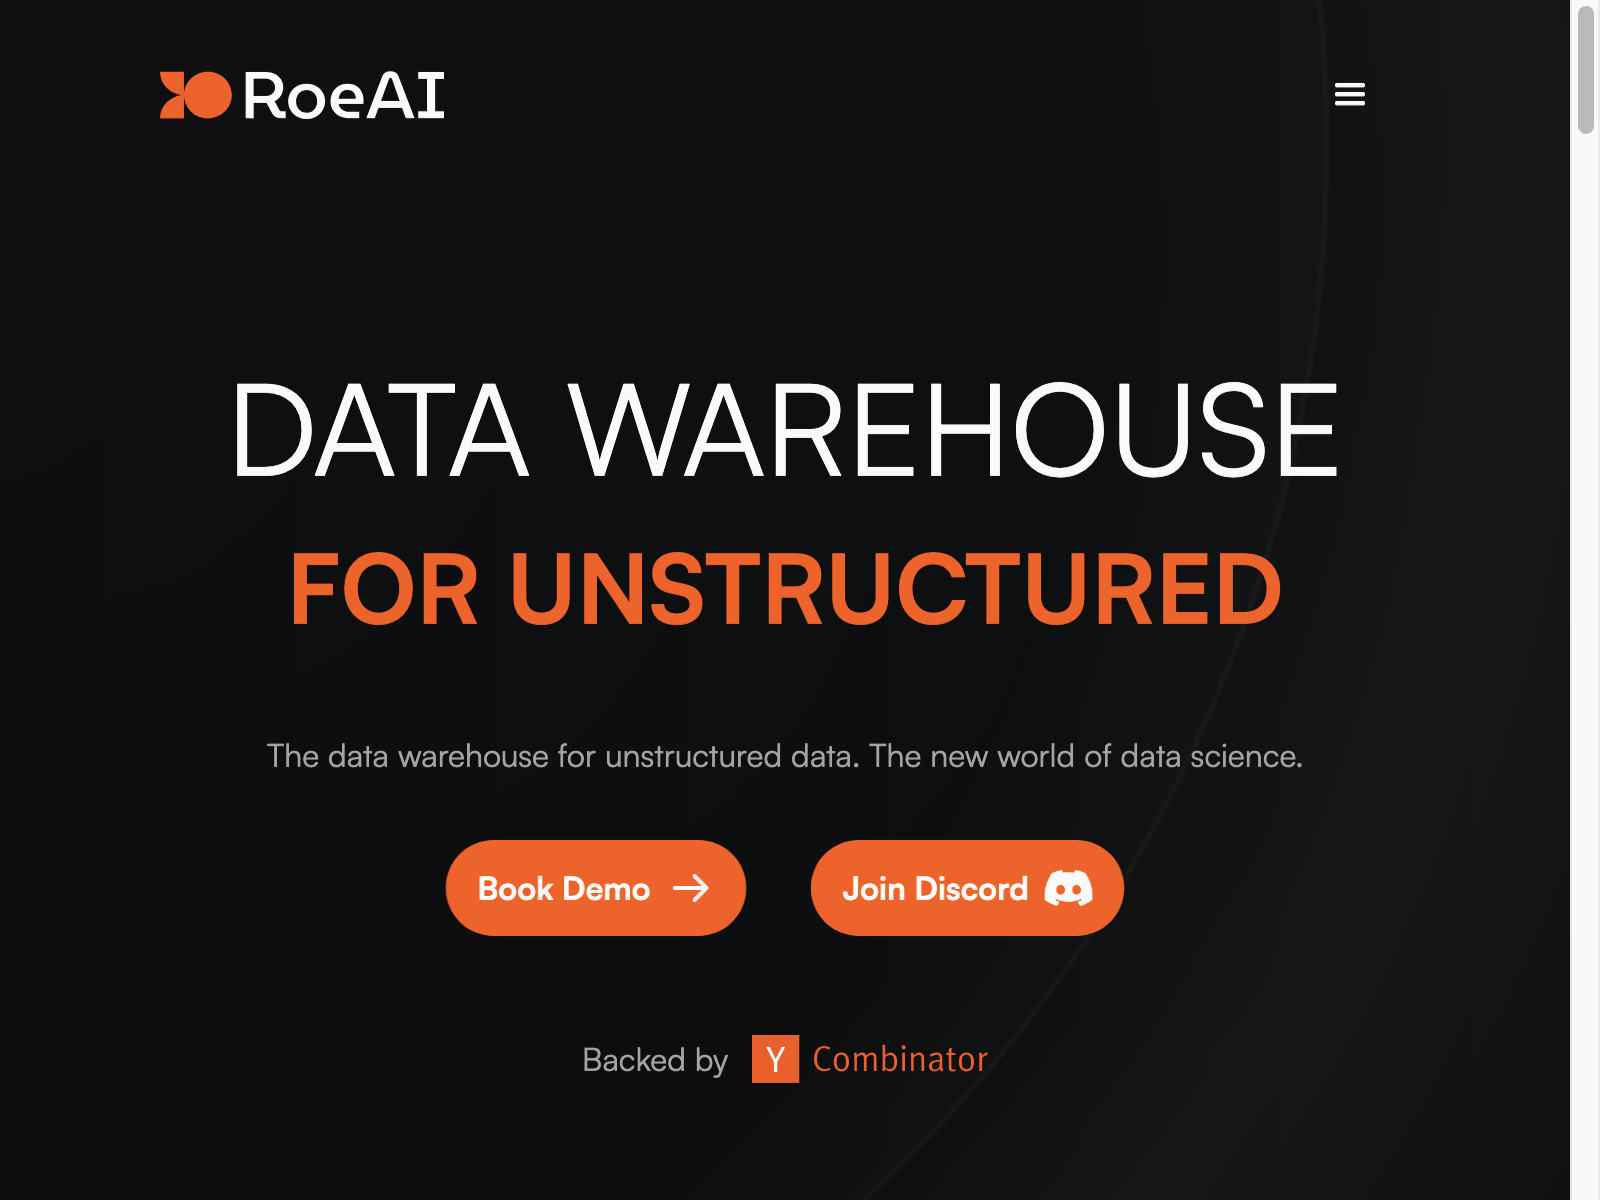 RoeAI
DATA WAREHOUSE
FOR UNSTRUCTURED
The data warehouse for unstructured data. The new world of data science.
Book Demo
Join Discord
Backed by Y Combinator